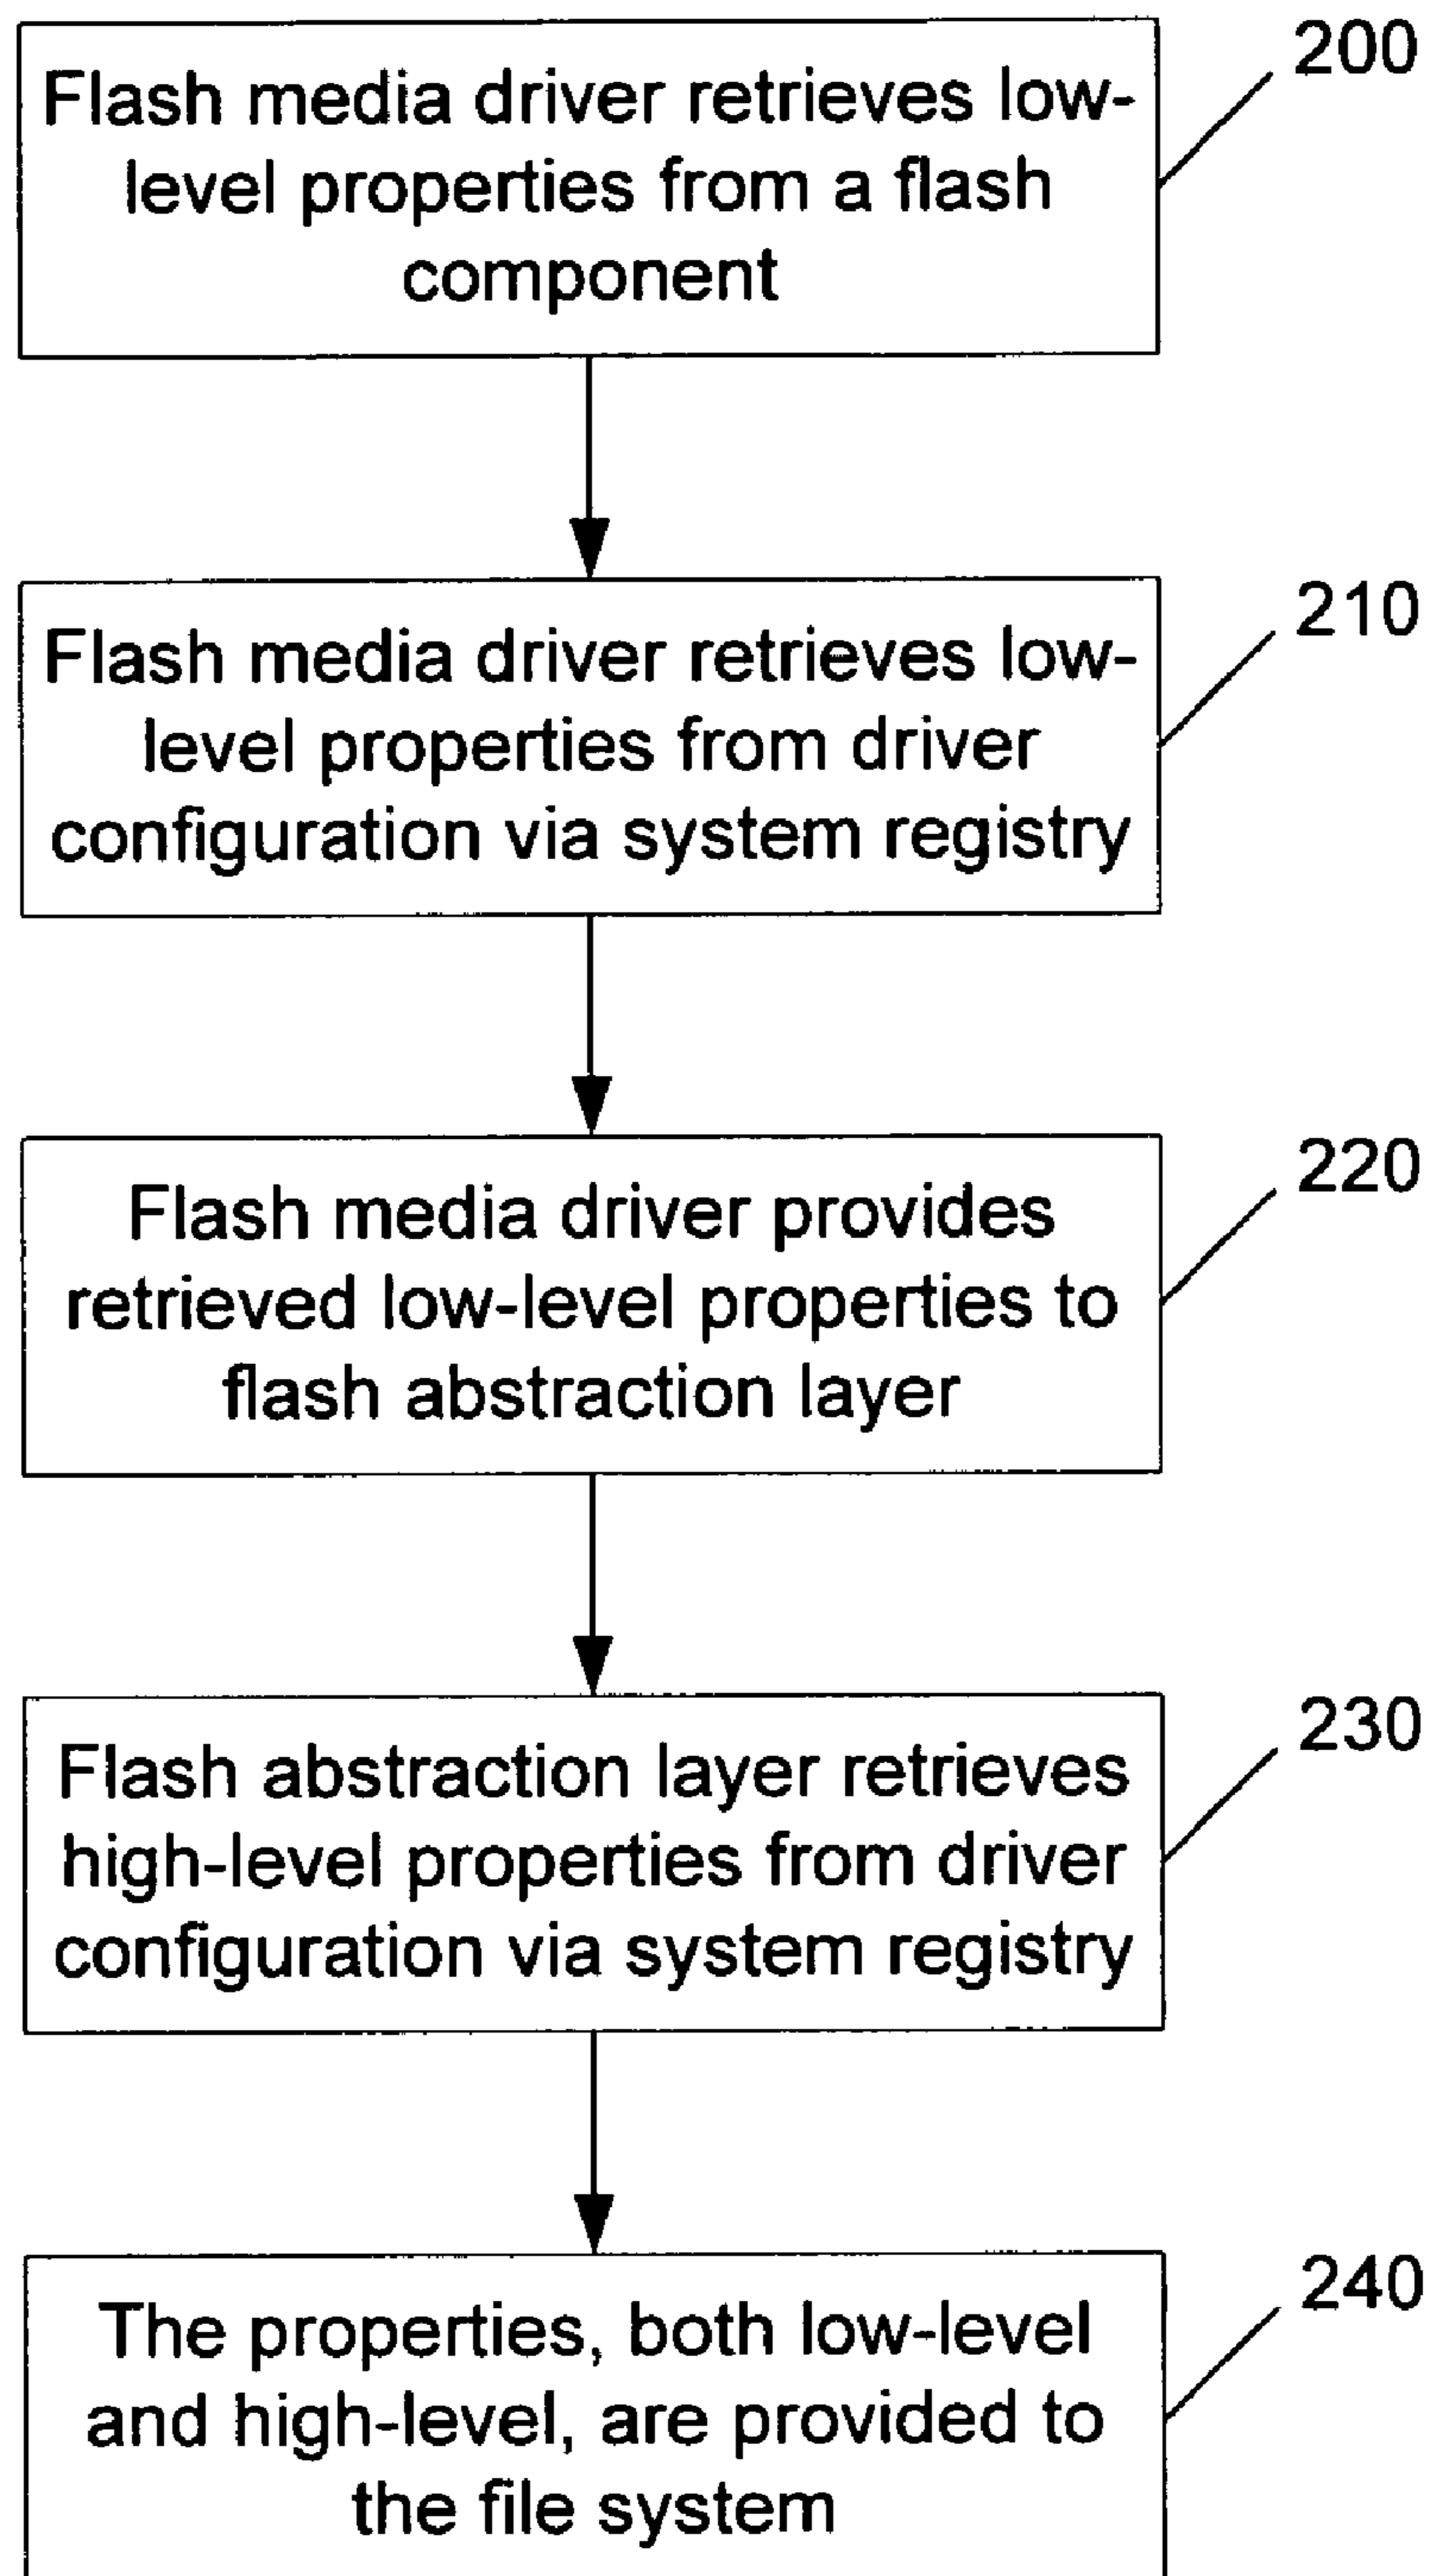 Flash media driver retrieves low-
level properties from a flash
component
200
Flash media driver retrieves low-
level properties from driver
configuration via system registry
210
Flash media driver provides
retrieved low-level properties to
flash abstraction layer
220
Flash abstraction layer retrieves
high-level properties from driver
configuration via system registry
230
The properties, both low-level
and high-level, are provided to
the file system
240